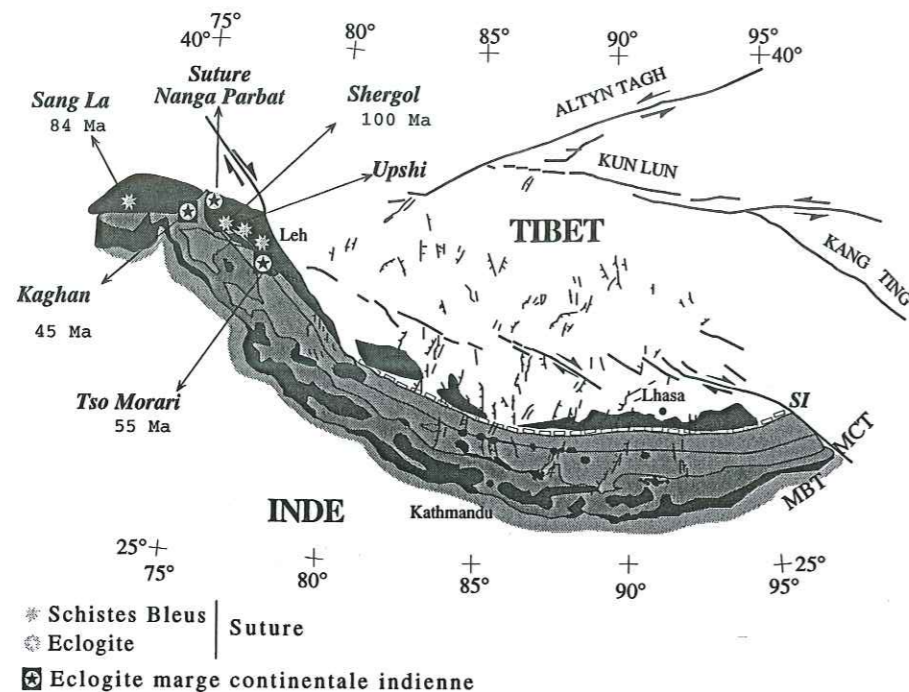 75°
40°
80°
85°
90°
95°
40°
Suture
Nanga Parbat
Sang La
84 Ma
Shergol
100 Ma
Upshi
ALTYN TAGH
KUN LUN
TIBET
KANG TING
Leh
Kaghan
45 Ma
Tso Morari
55 Ma
Lhasa
SI
MCT
MBT
INDE
Kathmandu
25°
75°
80°
85°
90°
95°
25°
Schistes Bleus
Eclogite
Suture
Eclogite marge continentale indienne